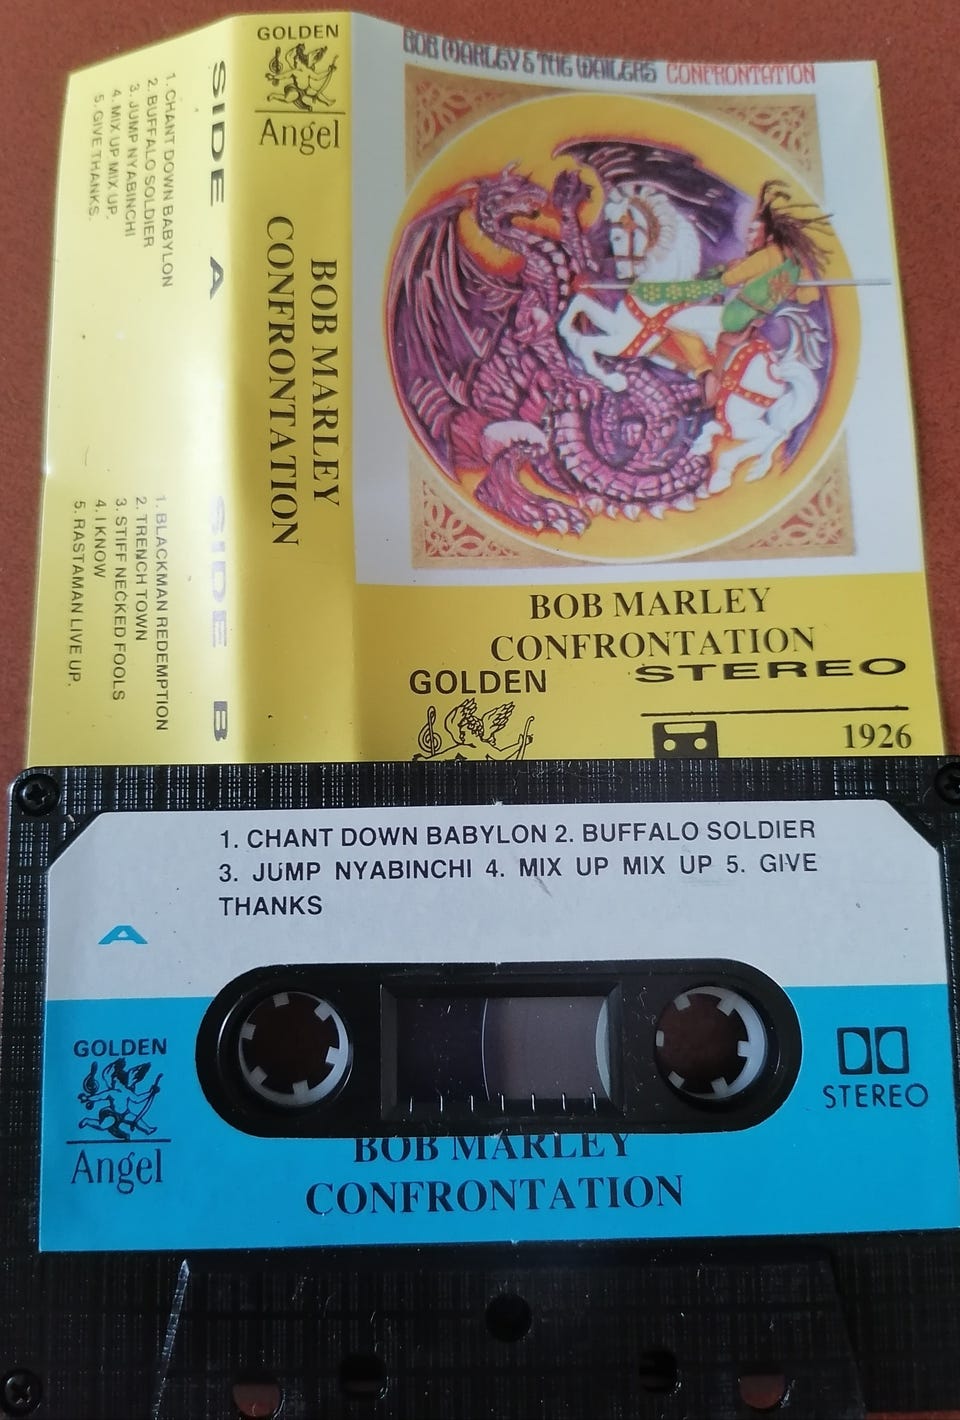 GOLDEN
Angel
BOB MARLEY
CONFRONTATION
SIDE A
1. CHANT DOWN BABYLON
2. BUFFALO SOLDIER
3. JUMP NYABINCHI
4. MIX UP MIX UP.
5. GIVE THANKS.
SIDE B
1. BLACKMAN REDEMPTION
2. TRENCH TOWN
3. STIFF NECKED FOOLS
4. I KNOW
5. RASTAMAN LIVE UP.
BOB MARLEY & THE WAILERS CONFRONTATION
BOB MARLEY
CONFRONTATION
GOLDEN
STEREO
1926
1. CHANT DOWN BABYLON 2. BUFFALO SOLDIER
3. JUMP NYABINCHI 4. MIX UP MIX UP 5. GIVE
THANKS
A
GOLDEN
Angel
STEREO
BOB MARLEY
CONFRONTATION